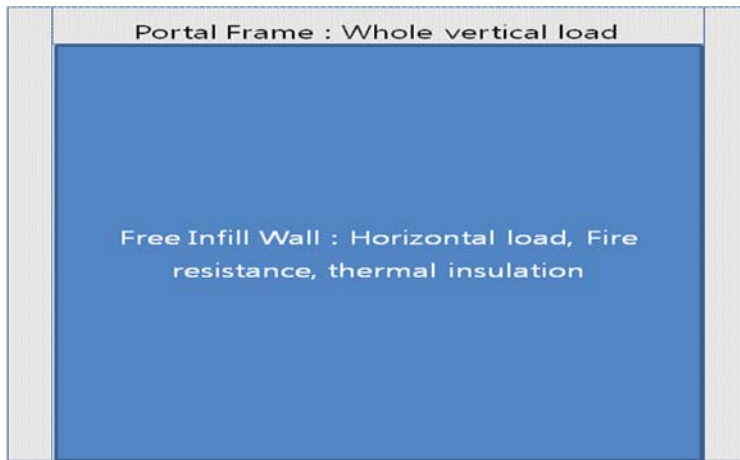 Portal Frame : Whole vertical load
Free Infill Wall : Horizontal load, Fire
resistance, thermal insulation